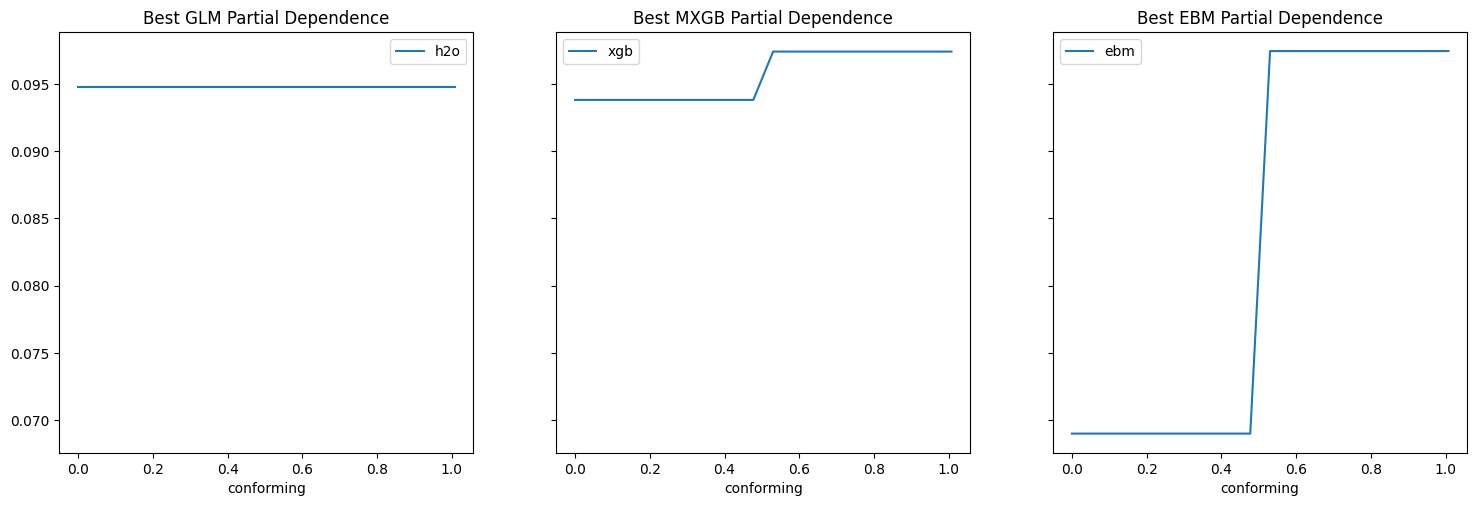 Best GLM Partial Dependence
h2o
0.095
0.090
0.085
0.080
0.075
0.070
0.0 0.2 0.4 0.6 0.8 1.0
conforming
Best MXGB Partial Dependence
xgb
0.0 0.2 0.4 0.6 0.8 1.0
conforming
Best EBM Partial Dependence
ebm
0.0 0.2 0.4 0.6 0.8 1.0
conforming